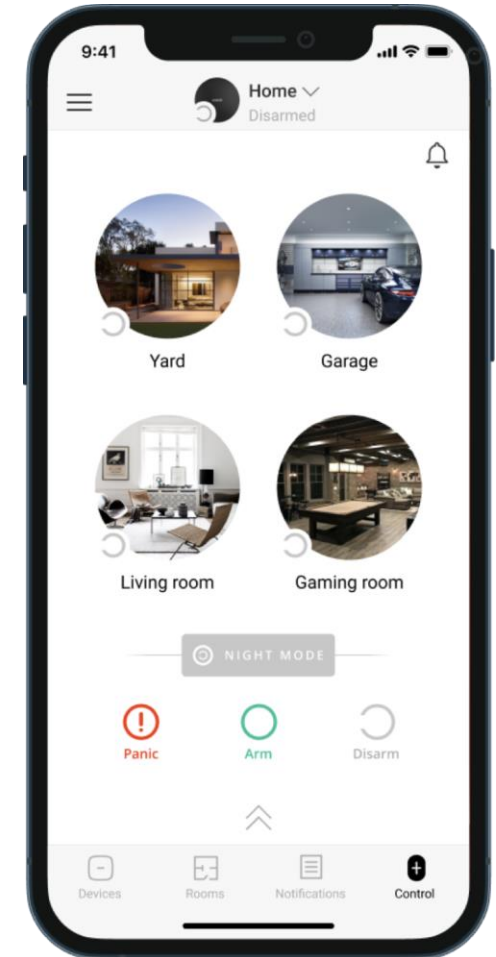 9:41
Home
Disarmed
Yard
Garage
Living room
Gaming room
NIGHT MODE
Panic
Arm
Disarm
Devices
Rooms
Notifications
Control